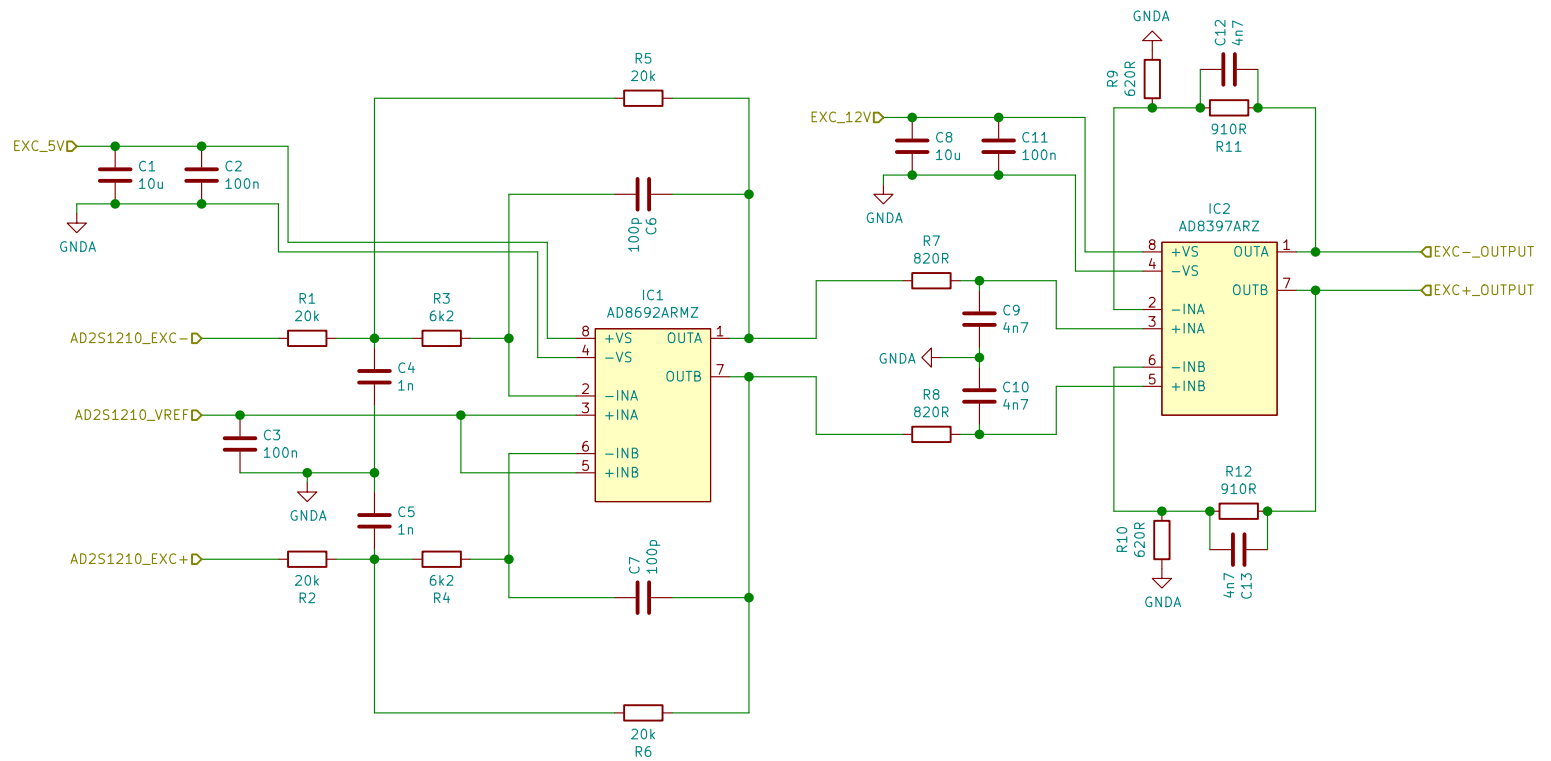 GNDA
C12
4n7
R9
620R
910R
R11
R5
20k
EXC_12V
C8
10u
C11
100n
GNDA
EXC_5V
C1
10u
C2
100n
GNDA
100p
C6
IC2
AD8397ARZ
8 +VS
4 -VS
2 -INA
3 +INA
6 -INB
5 +INB
OUTA 1
OUTB 7
EXC-_OUTPUT
EXC+_OUTPUT
R7
820R
C9
4n7
GNDA
C10
4n7
R8
820R
R1
20k
R3
6k2
AD2S1210_EXC-
C4
1n
IC1
AD8692ARMZ
8 +VS
4 -VS
2 -INA
3 +INA
6 -INB
5 +INB
OUTA 1
OUTB 7
AD2S1210_VREF
C3
100n
GNDA
C5
1n
AD2S1210_EXC+
20k
R2
6k2
R4
C7
100p
20k
R6
R12
910R
R10
620R
4n7
C13
GNDA